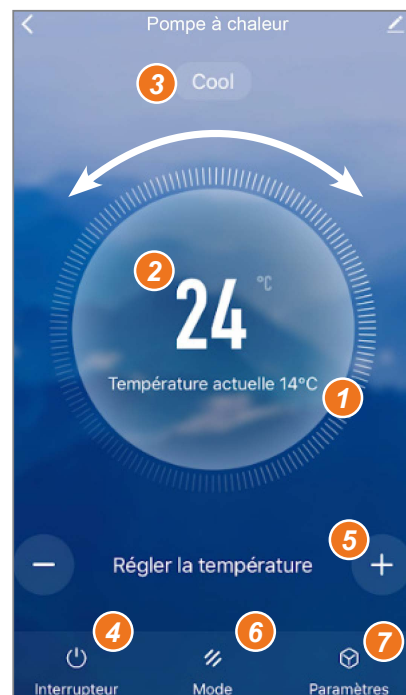 Pompe à chaleur
3 Cool
2 24 °C
Température actuelle 14°C
1
5
− Régler la température +
4 6 7
Interrupteur Mode Paramètres